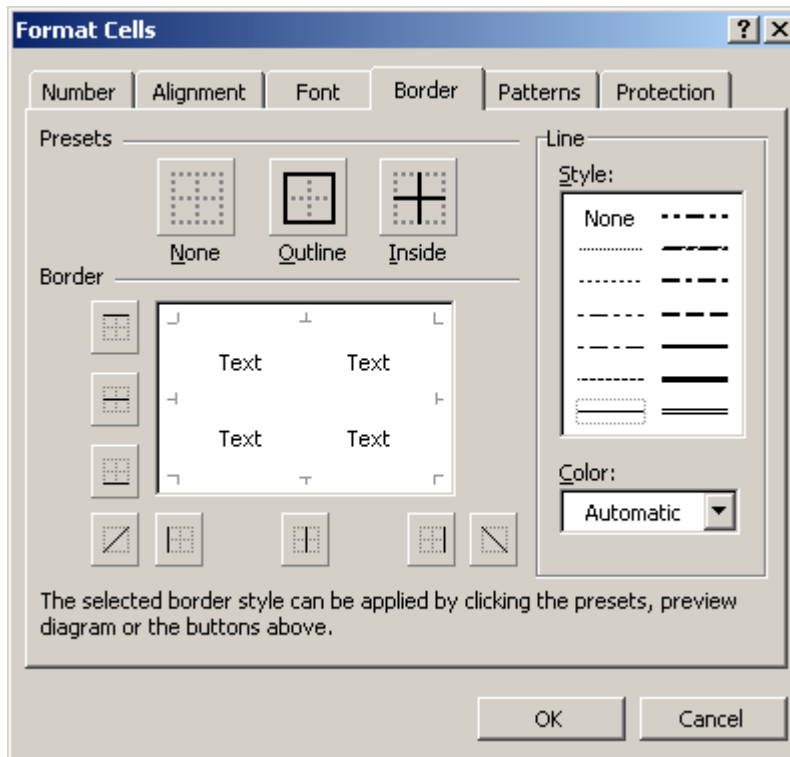 Format Cells
Number Alignment Font Border Patterns Protection
Presets
None Outline Inside
Border
Text Text
Text Text
Line
Style:
None
Color:
Automatic
The selected border style can be applied by clicking the presets, preview
diagram or the buttons above.
OK Cancel